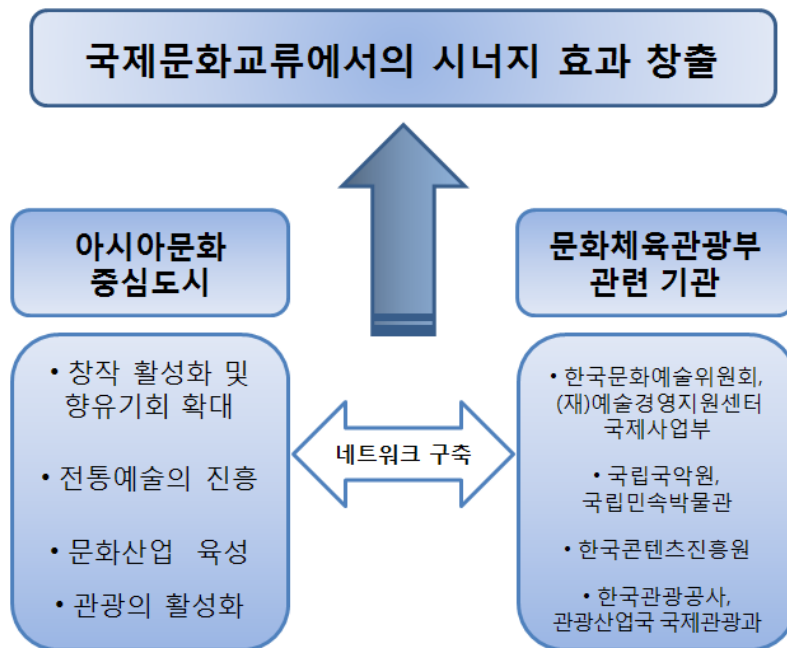 국제문화교류에서의 시너지 효과 창출
아시아문화
중심도시
• 창작 활성화 및
향유기회 확대
• 전통예술의 진흥
• 문화산업 육성
• 관광의 활성화
네트워크 구축
문화체육관광부
관련 기관
• 한국문화예술위원회,
(재)예술경영지원센터
국제사업부
• 국립국악원,
국립민속박물관
• 한국콘텐츠진흥원
• 한국관광공사,
관광산업국 국제관광과